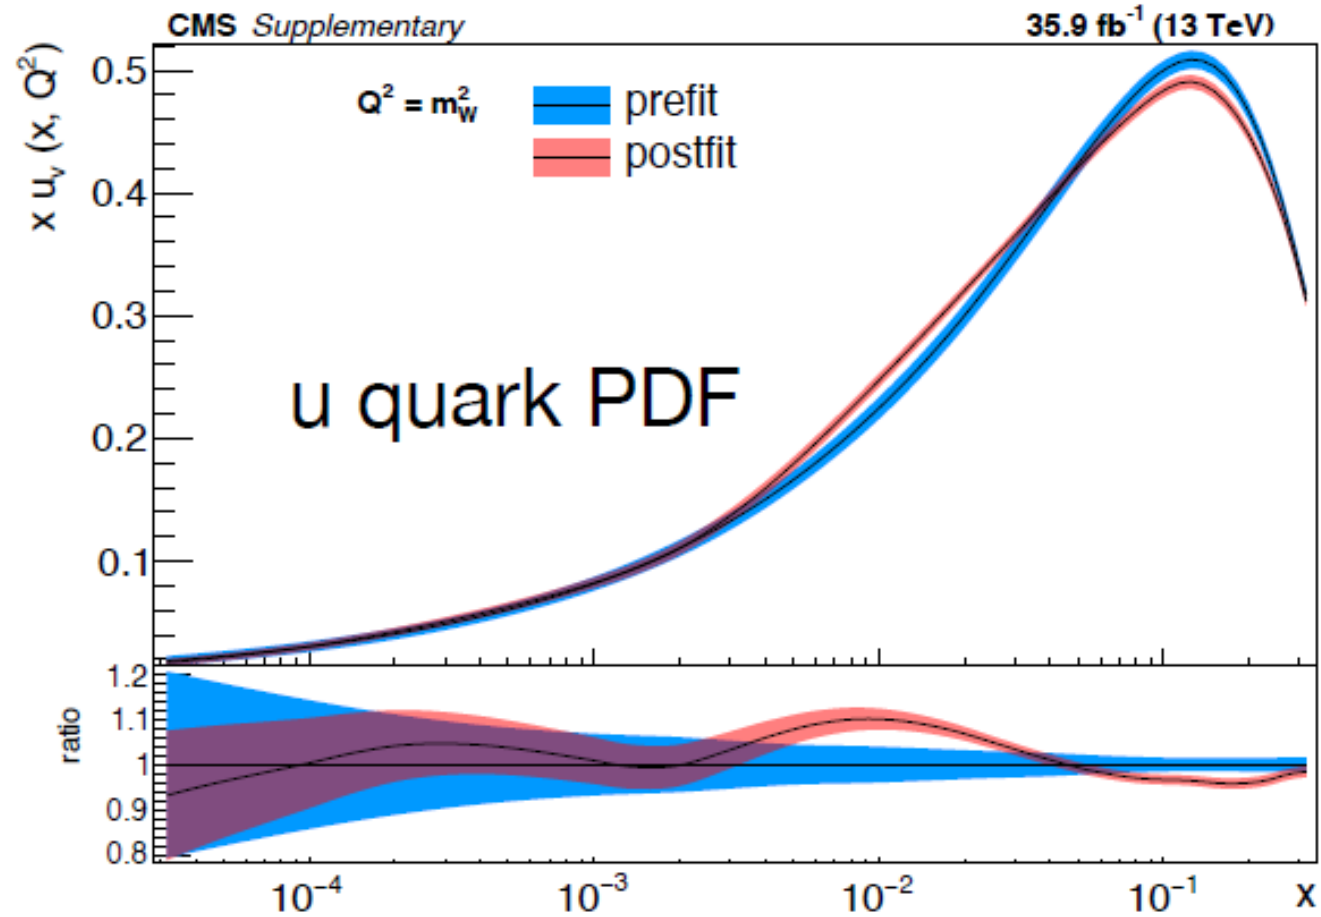 CMS Supplementary 35.9 fb⁻¹ (13 TeV)
x u_v (x, Q²)
Q² = m²_W
prefit
postfit
0.5
0.4
0.3
0.2
0.1
u quark PDF
ratio
1.2
1.1
1
0.9
0.8
10⁻⁴ 10⁻³ 10⁻² 10⁻¹ x